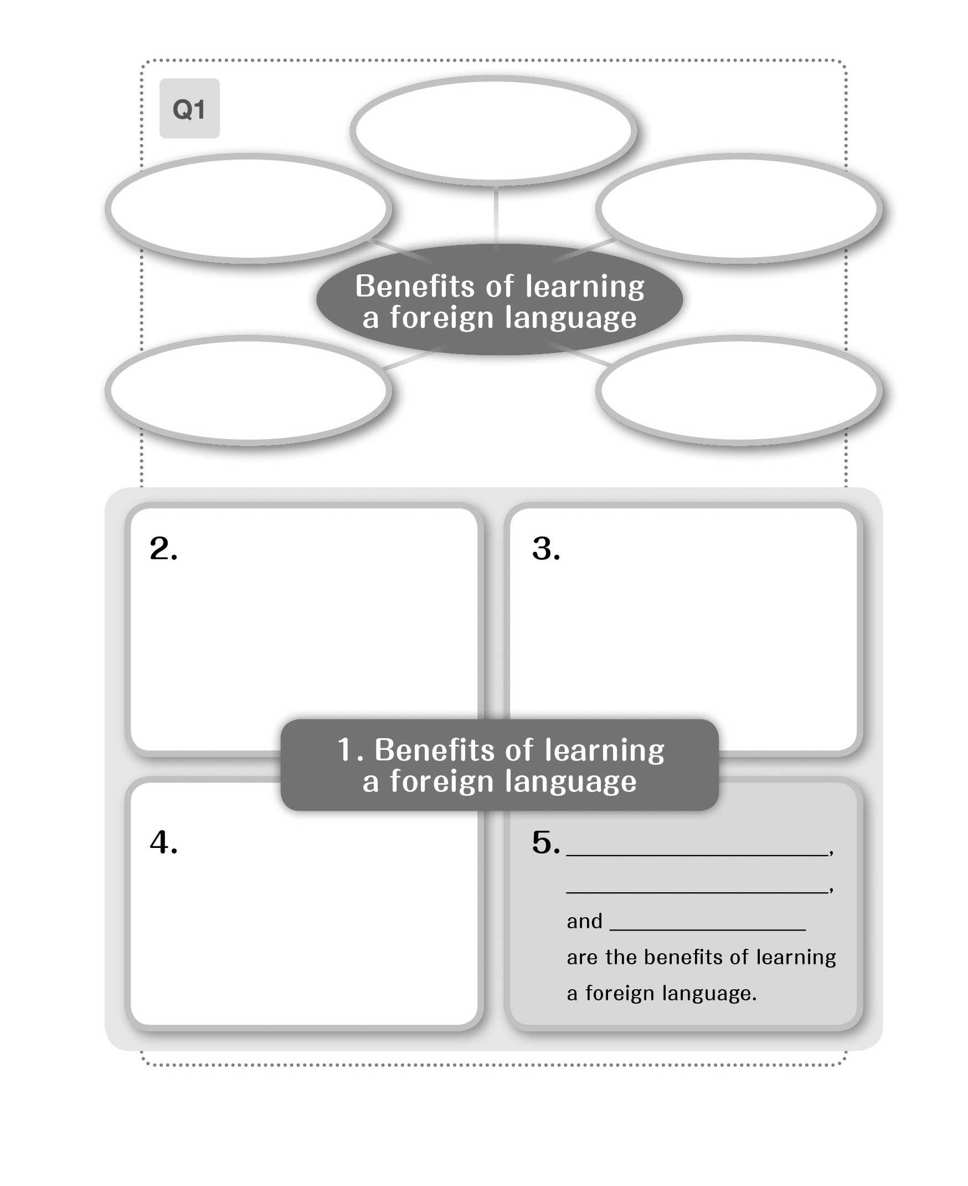 Q1
Benefits of learning
a foreign language
2.
3.
1. Benefits of learning
a foreign language
4.
5. ____________________,
____________________,
and _______________
are the benefits of learning
a foreign language.